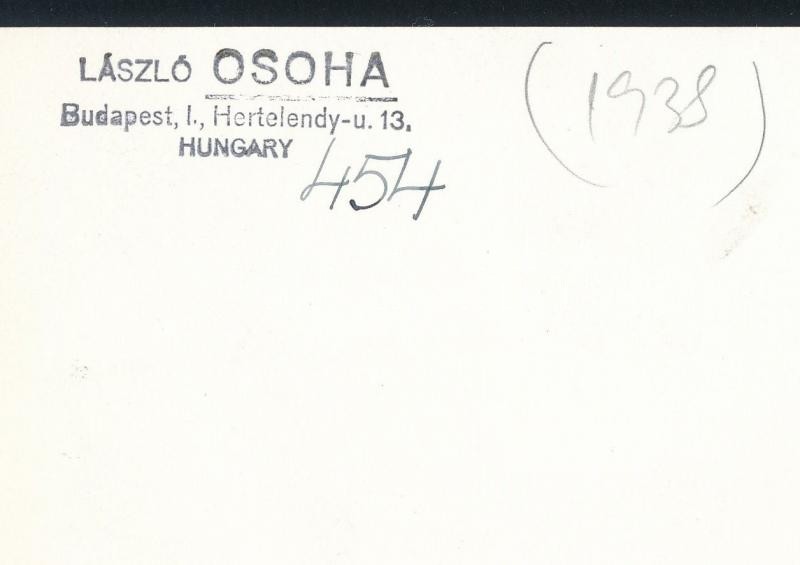 LÁSZLÓ OSOHA
Budapest, I., Hertelendy-u. 13.
HUNGARY
454
(1938)